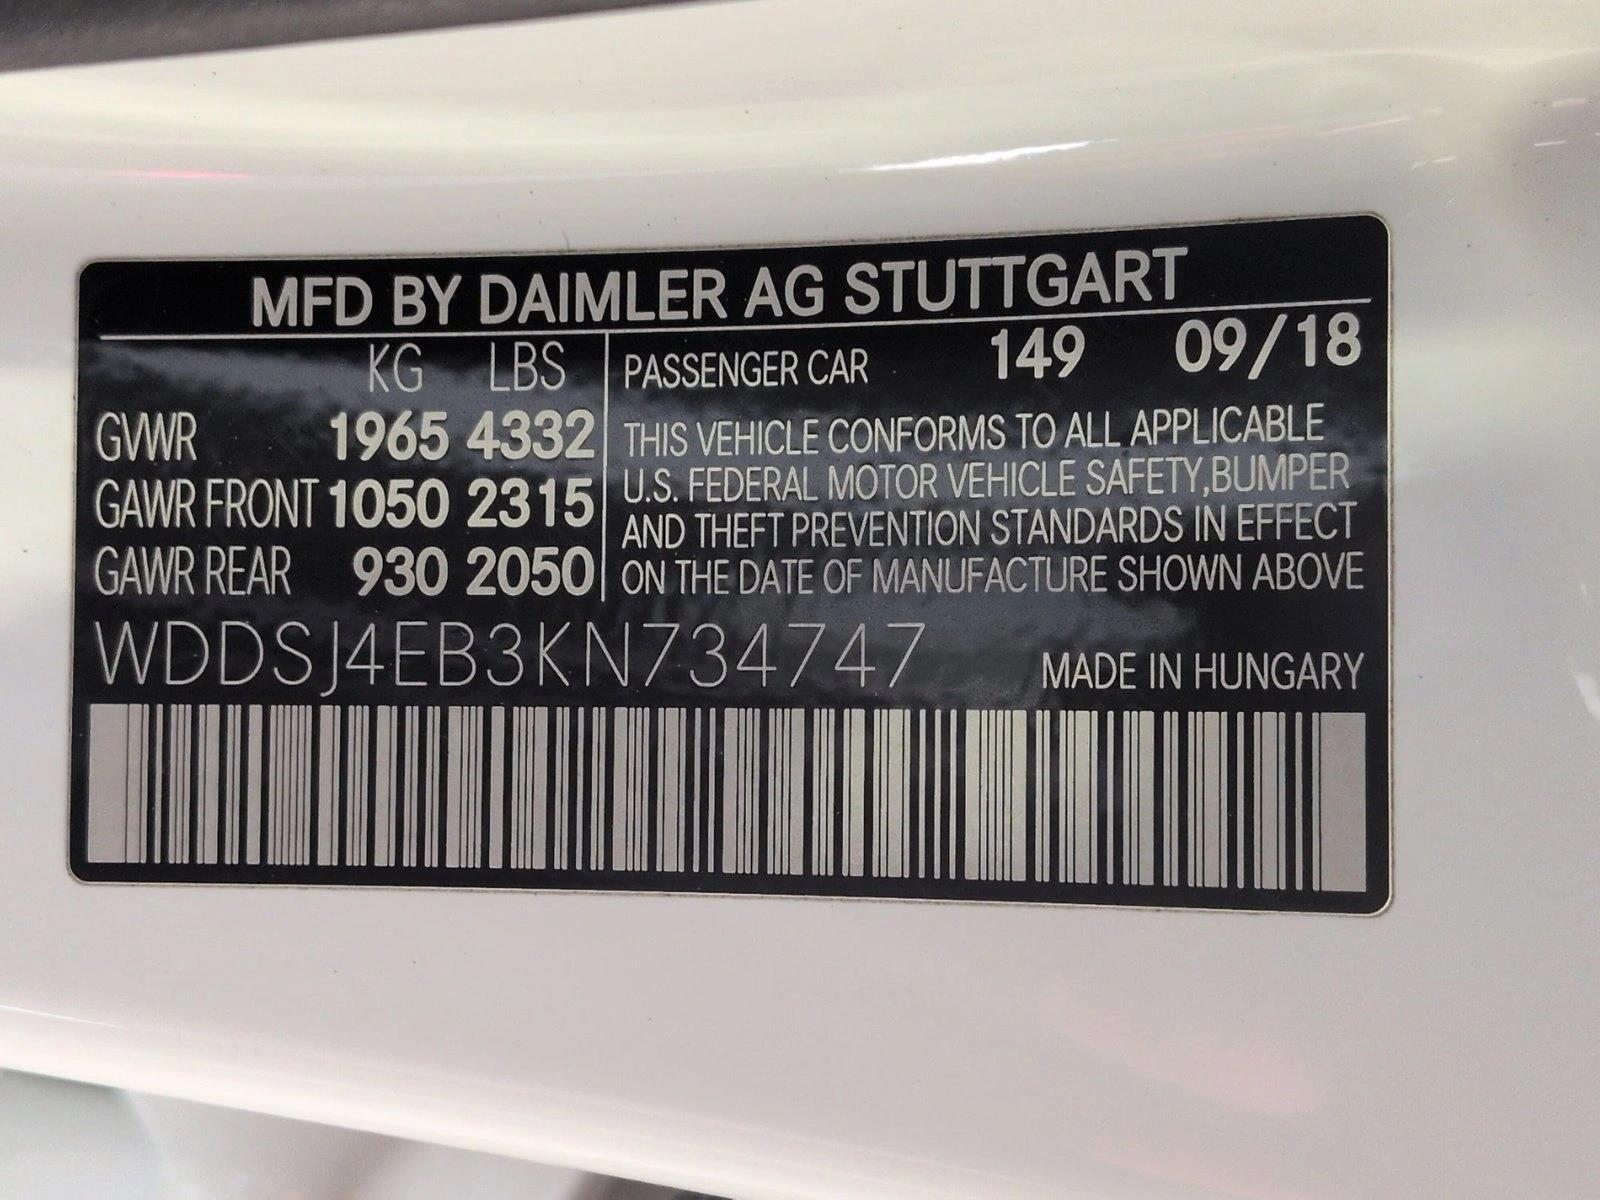 MFD BY DAIMLER AG STUTTGART
KG LBS
GVWR 1965 4332
GAWR FRONT 1050 2315
GAWR REAR 930 2050
PASSENGER CAR 149 09/18
THIS VEHICLE CONFORMS TO ALL APPLICABLE
U.S. FEDERAL MOTOR VEHICLE SAFETY,BUMPER
AND THEFT PREVENTION STANDARDS IN EFFECT
ON THE DATE OF MANUFACTURE SHOWN ABOVE
WDDSJ4EB3KN734747
MADE IN HUNGARY